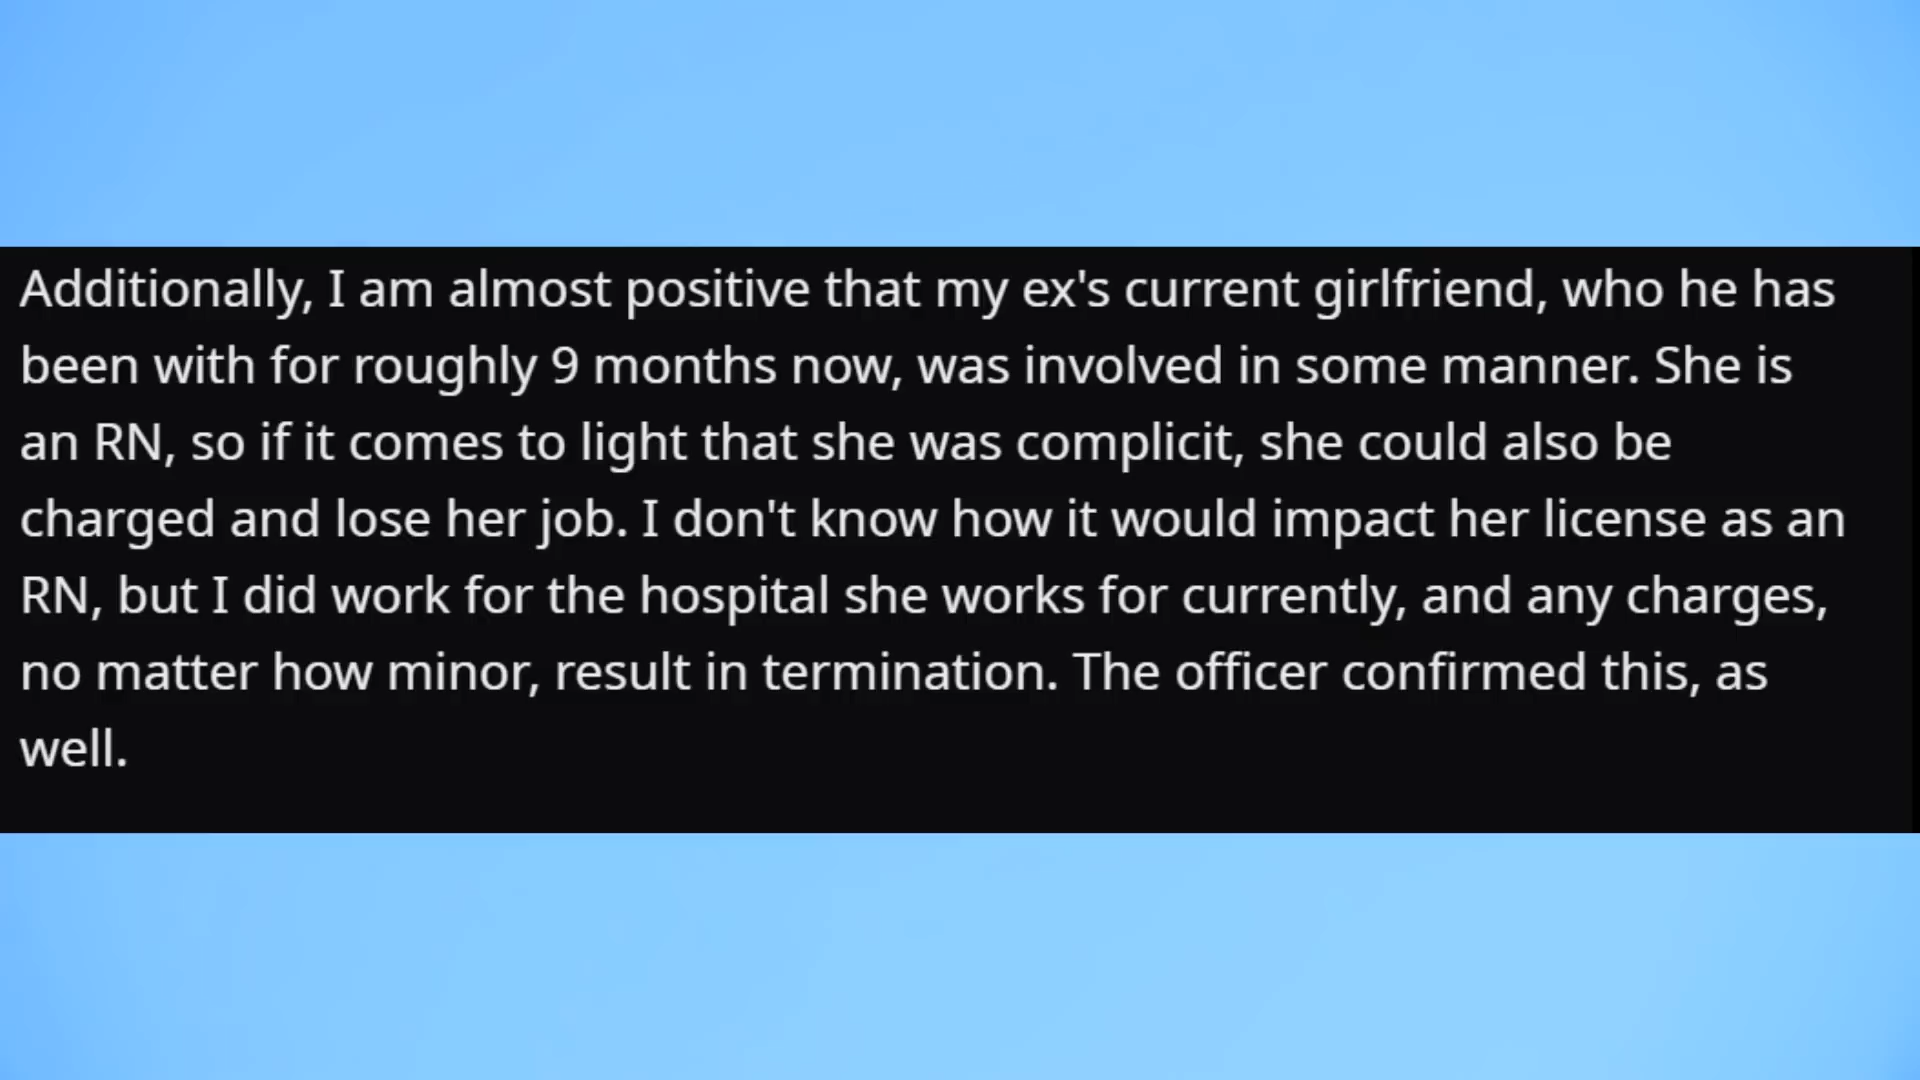 Additionally, I am almost positive that my ex's current girlfriend, who he has
been with for roughly 9 months now, was involved in some manner. She is
an RN, so if it comes to light that she was complicit, she could also be
charged and lose her job. I don't know how it would impact her license as an
RN, but I did work for the hospital she works for currently, and any charges,
no matter how minor, result in termination. The officer confirmed this, as
well.